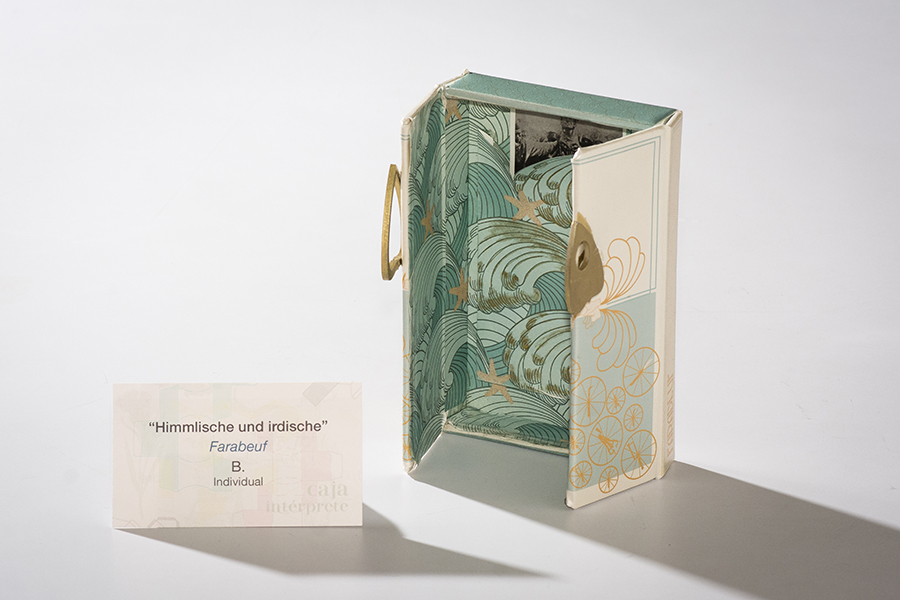 “Himmlische und irdische”
Farabeuf
B.
Individual
caja
intérprete